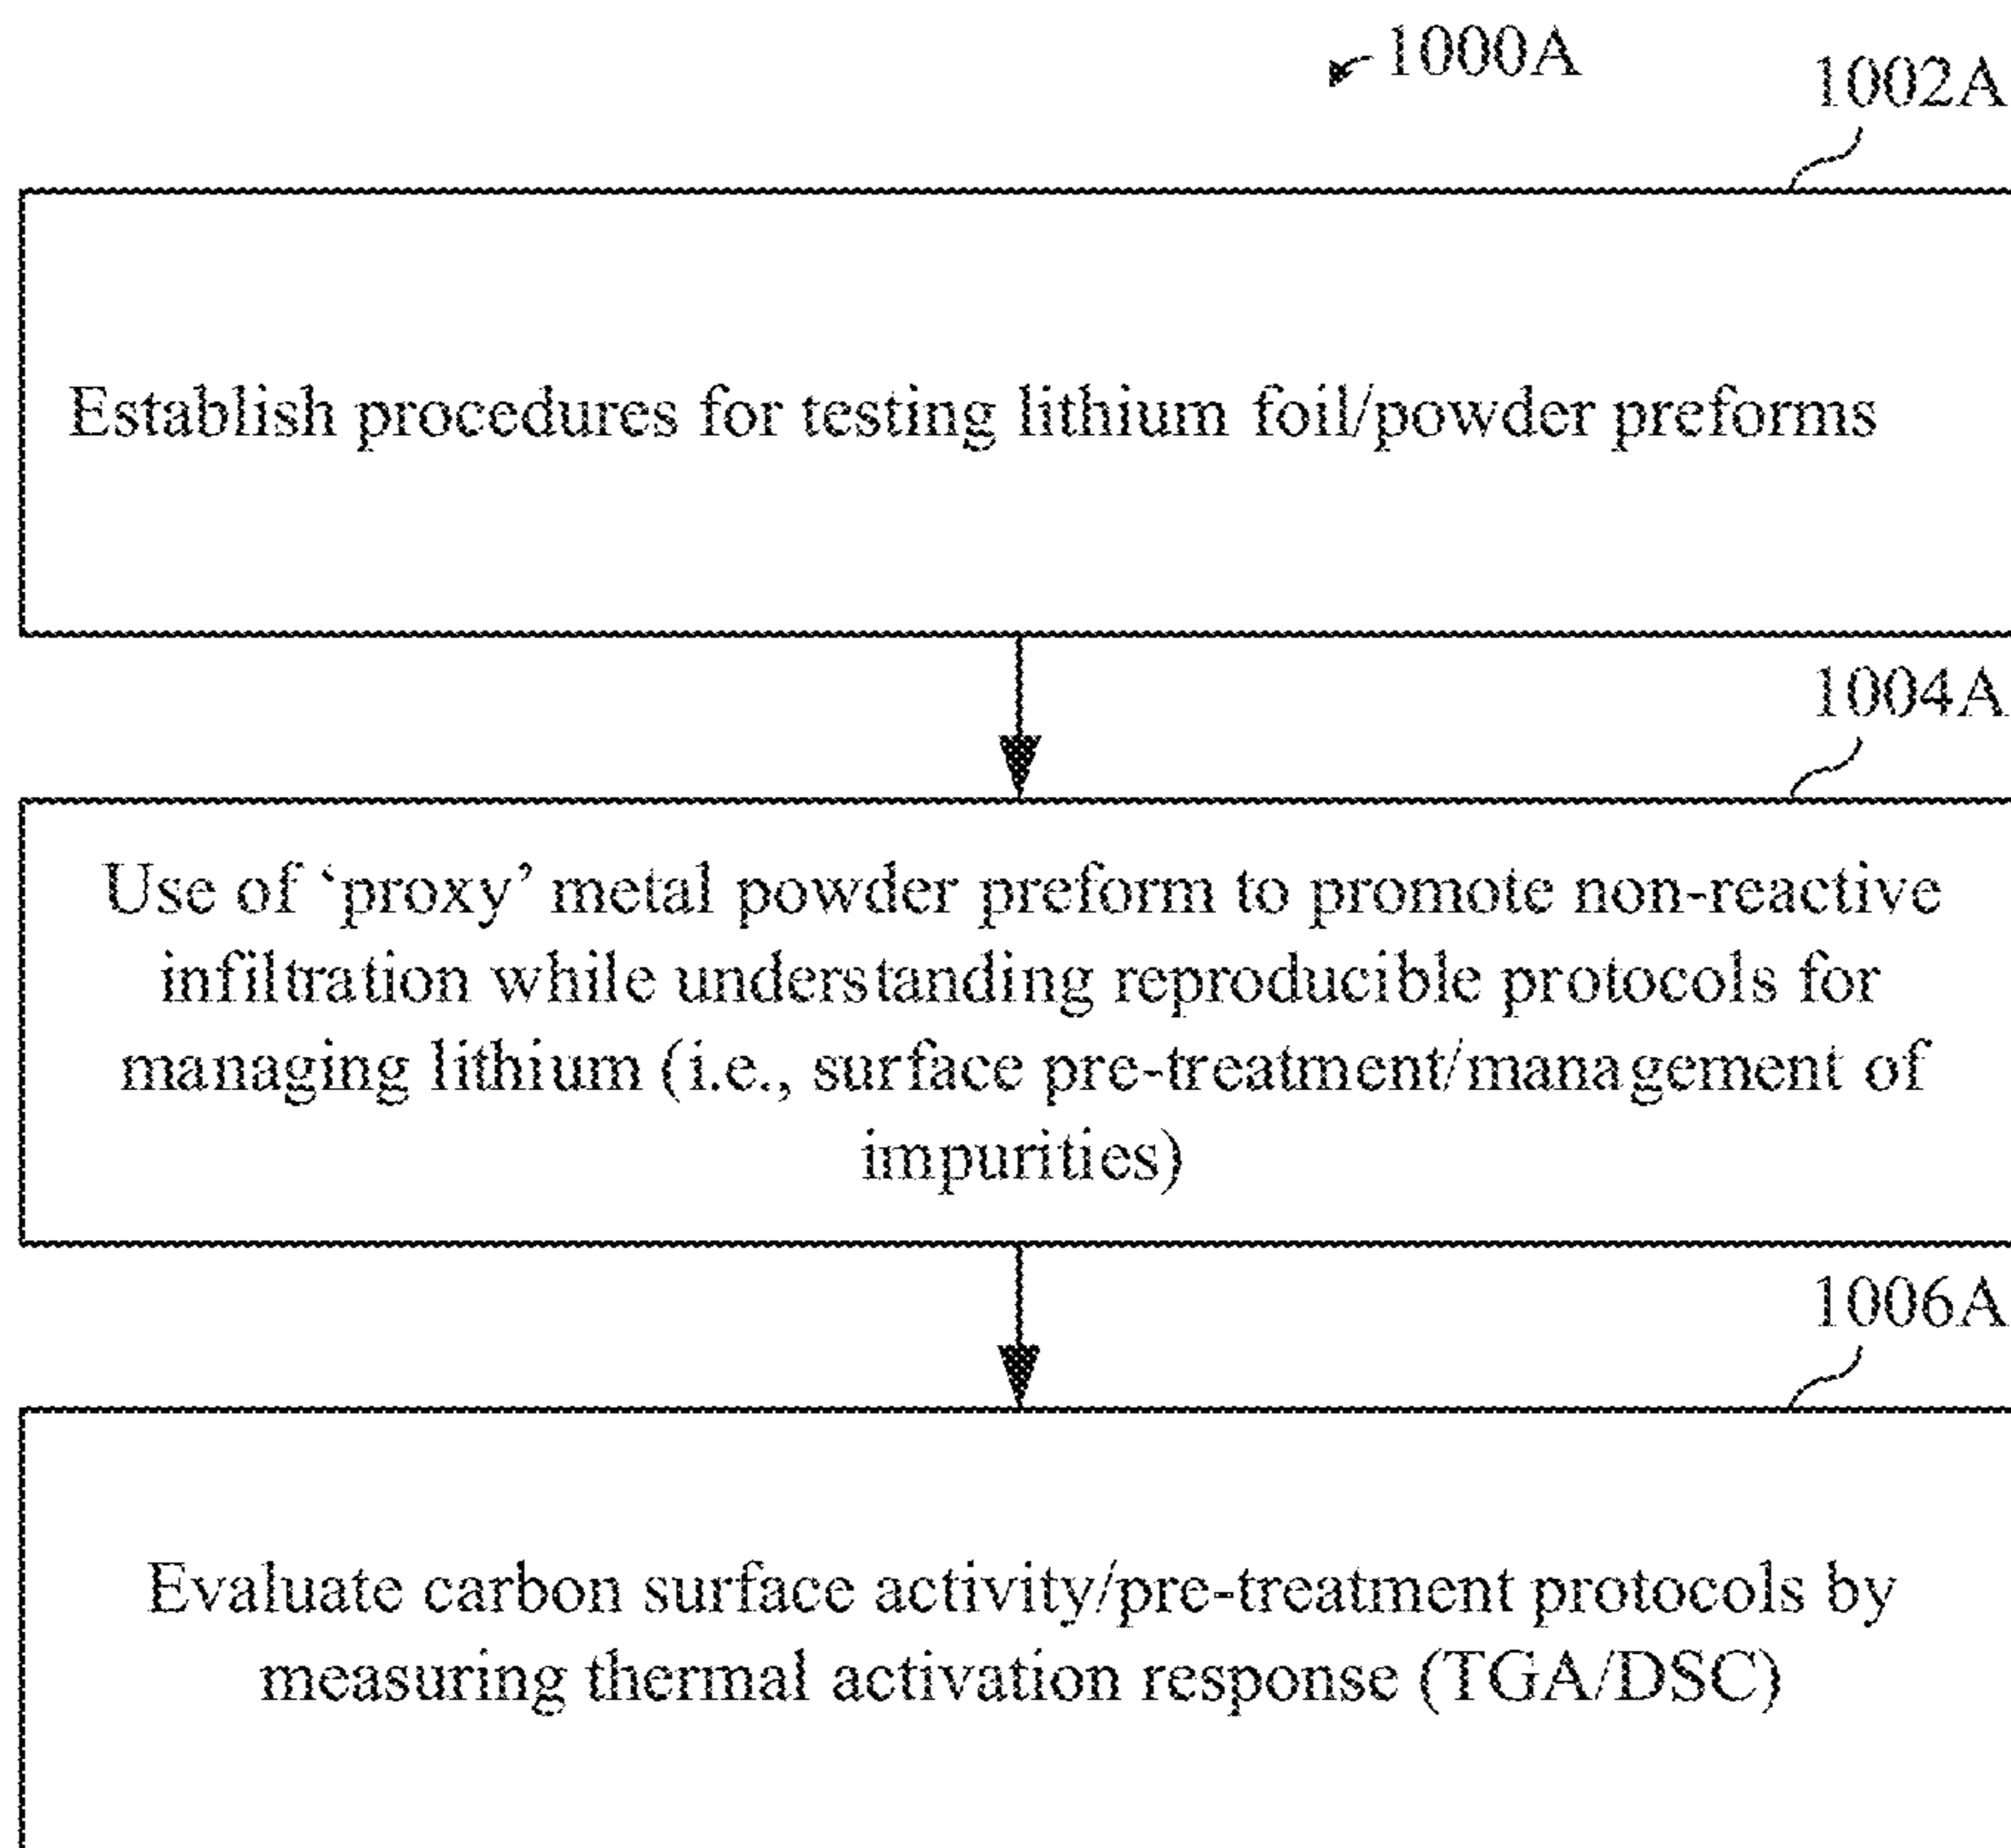 1000A
1002A
Establish procedures for testing lithium foil/powder preforms
1004A
Use of ‘proxy’ metal powder preform to promote non-reactive
infiltration while understanding reproducible protocols for
managing lithium (i.e., surface pre-treatment/management of
impurities)
1006A
Evaluate carbon surface activity/pre-treatment protocols by
measuring thermal activation response (TGA/DSC)